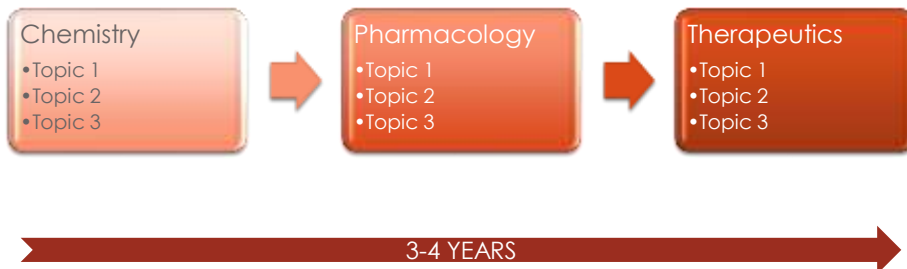 Chemistry
•Topic 1
•Topic 2
•Topic 3
Pharmacology
•Topic 1
•Topic 2
•Topic 3
Therapeutics
•Topic 1
•Topic 2
•Topic 3
3-4 YEARS